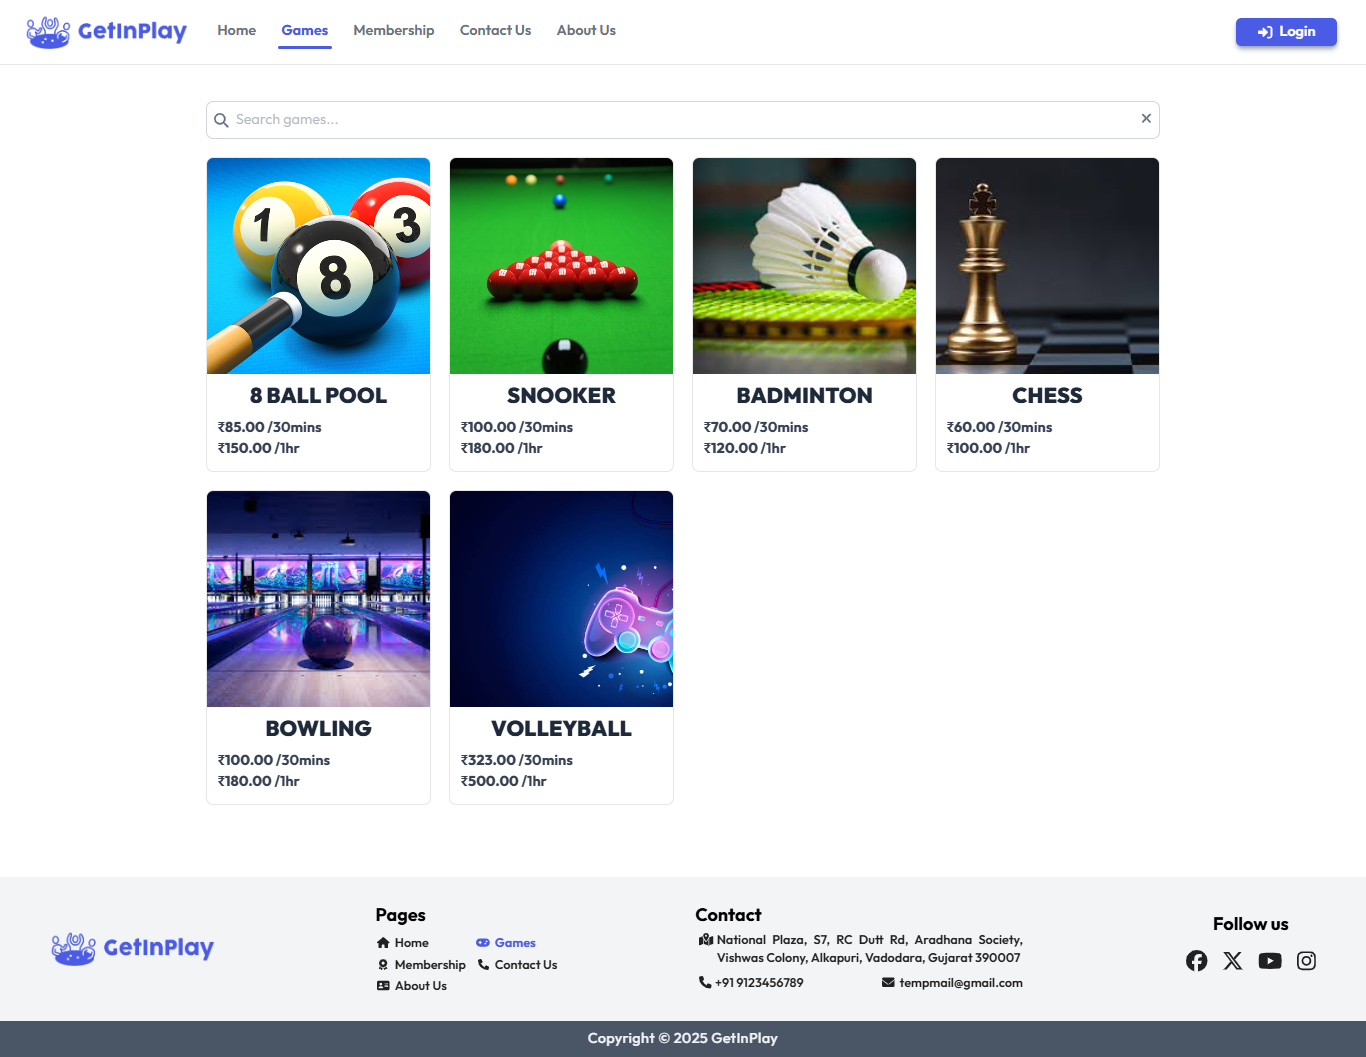 GetInPlay
Home
Games
Membership
Contact Us
About Us
Login
Search games...
1
3
8
8 BALL POOL
₹85.00 /30mins
₹150.00 /1hr
SNOOKER
₹100.00 /30mins
₹180.00 /1hr
BADMINTON
₹70.00 /30mins
₹120.00 /1hr
CHESS
₹60.00 /30mins
₹100.00 /1hr
BOWLING
₹100.00 /30mins
₹180.00 /1hr
VOLLEYBALL
₹323.00 /30mins
₹500.00 /1hr
GetInPlay
Pages
Home
Games
Membership
Contact Us
About Us
Contact
National Plaza, S7, RC Dutt Rd, Aradhana Society,
Vishwas Colony, Alkapuri, Vadodara, Gujarat 390007
+91 9123456789
tempmail@gmail.com
Follow us
Copyright © 2025 GetInPlay